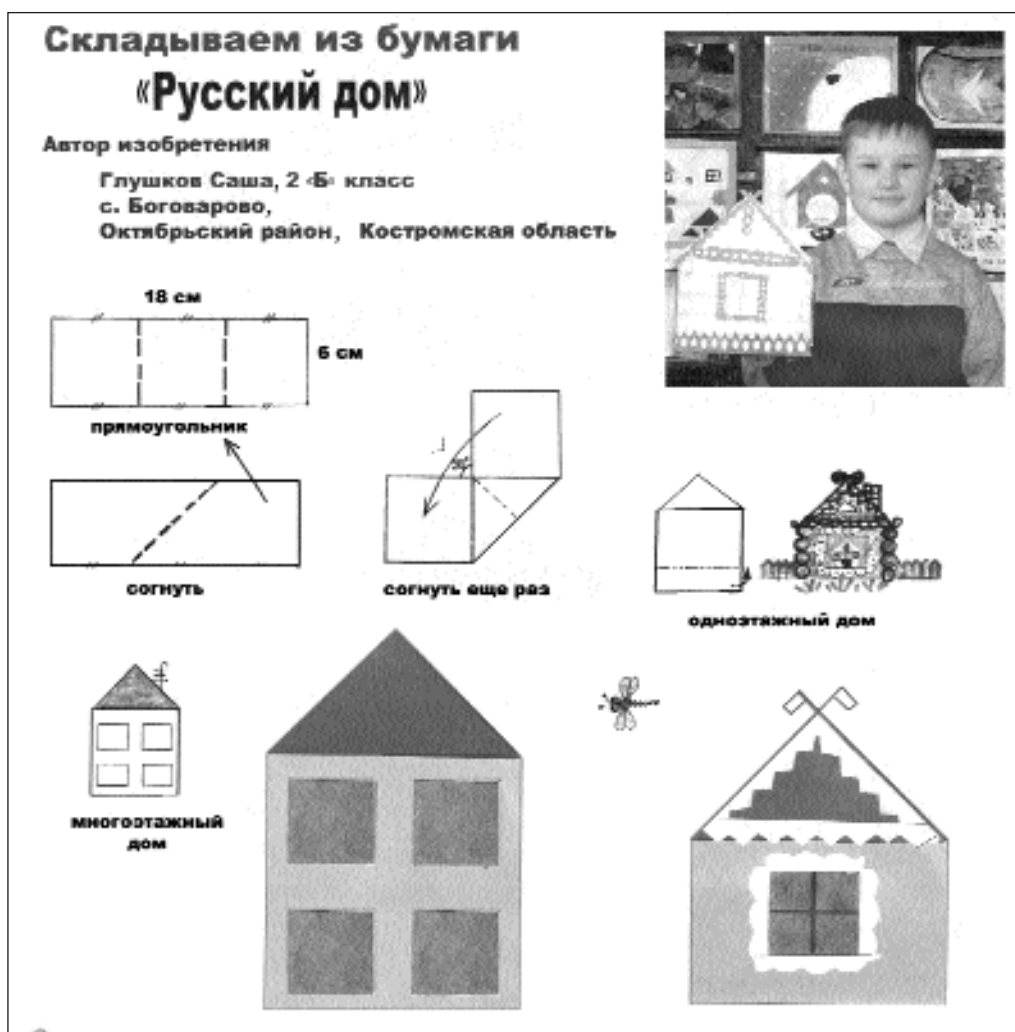 Складываем из бумаги
«Русский дом»
Автор изобретения
Глушков Саша, 2 «Б» класс
с. Боговарово,
Октябрьский район, Костромская область
18 см
6 см
прямоугольник
согнуть
согнуть еще раз
одноэтажный дом
многоэтажный
дом